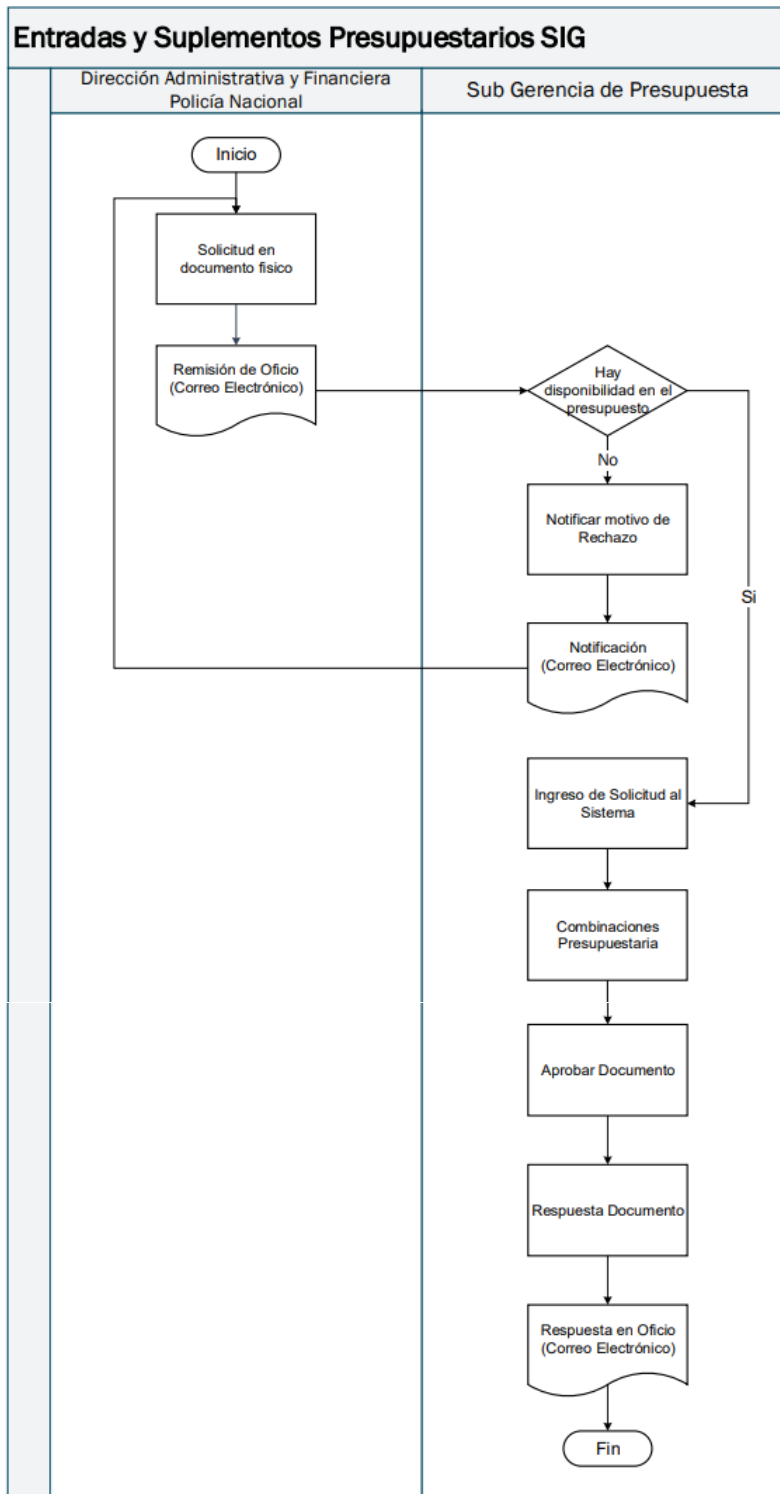 Entradas y Suplementos Presupuestarios SIG
Dirección Administrativa y Financiera
Policía Nacional
Sub Gerencia de Presupuesta
Inicio
Solicitud en
documento fisico
Remisión de Oficio
(Correo Electrónico)
Hay
disponibilidad en el
presupuesto
No
Notificar motivo de
Rechazo
Si
Notificación
(Correo Electrónico)
Ingreso de Solicitud al
Sistema
Combinaciones
Presupuestaria
Aprobar Documento
Respuesta Documento
Respuesta en Oficio
(Correo Electrónico)
Fin